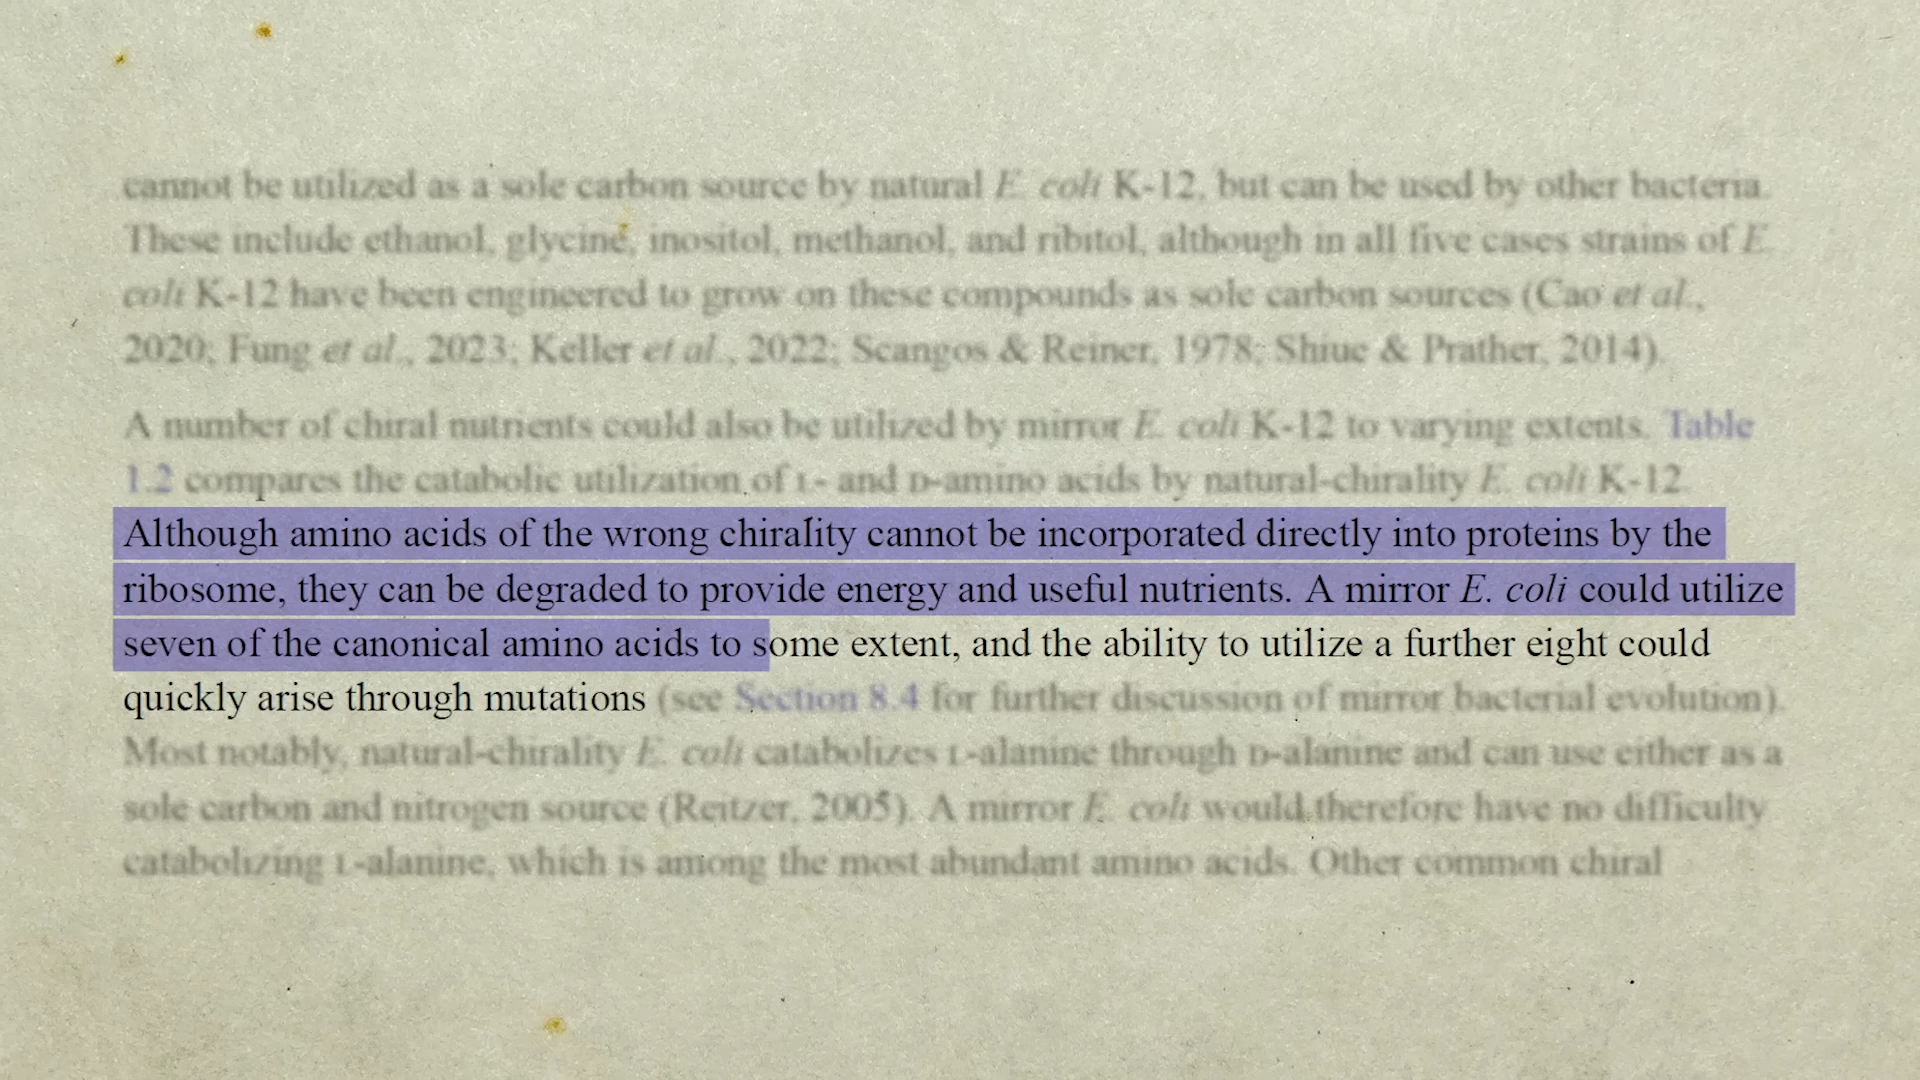 cannot be utilized as a sole carbon source by natural E. coli K-12, but can be used by other bacteria.
These include ethanol, glycine, inositol, methanol, and ribitol, although in all five cases strains of E.
coli K-12 have been engineered to grow on these compounds as sole carbon sources (Cao et al.,
2020; Fung et al., 2023; Keller et al., 2022; Scangos & Reiner, 1978; Shiue & Prather, 2014).
A number of chiral nutrients could also be utilized by mirror E. coli K-12 to varying extents. Table
1.2 compares the catabolic utilization of L- and D-amino acids by natural-chirality E. coli K-12.
Although amino acids of the wrong chirality cannot be incorporated directly into proteins by the
ribosome, they can be degraded to provide energy and useful nutrients. A mirror E. coli could utilize
seven of the canonical amino acids to some extent, and the ability to utilize a further eight could
quickly arise through mutations (see Section 8.4 for further discussion of mirror bacterial evolution).
Most notably, natural-chirality E. coli catabolizes L-alanine through D-alanine and can use either as a
sole carbon and nitrogen source (Reitzer, 2005). A mirror E. coli would therefore have no difficulty
catabolizing L-alanine, which is among the most abundant amino acids. Other common chiral